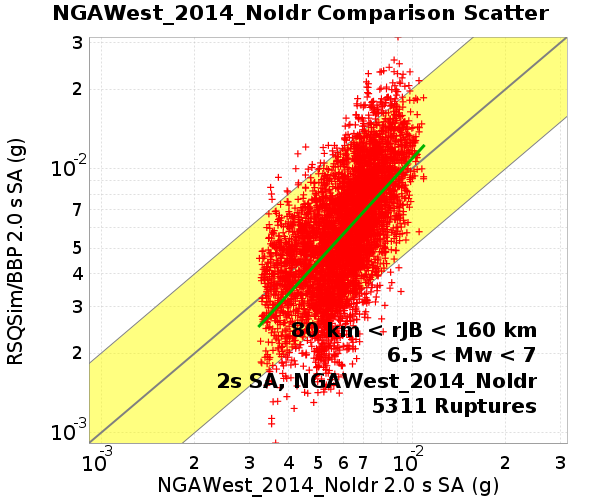 NGAWest_2014_NoIdr Comparison Scatter
3
2
10-2
7
5
4
3
2
10-3
RSQSim/BBP 2.0 s SA (g)
80 km < rJB < 160 km
6.5 < Mw < 7
2s SA, NGAWest_2014_NoIdr
5311 Ruptures
10-3 2 3 4 5 6 7 10-2 2 3
NGAWest_2014_NoIdr 2.0 s SA (g)